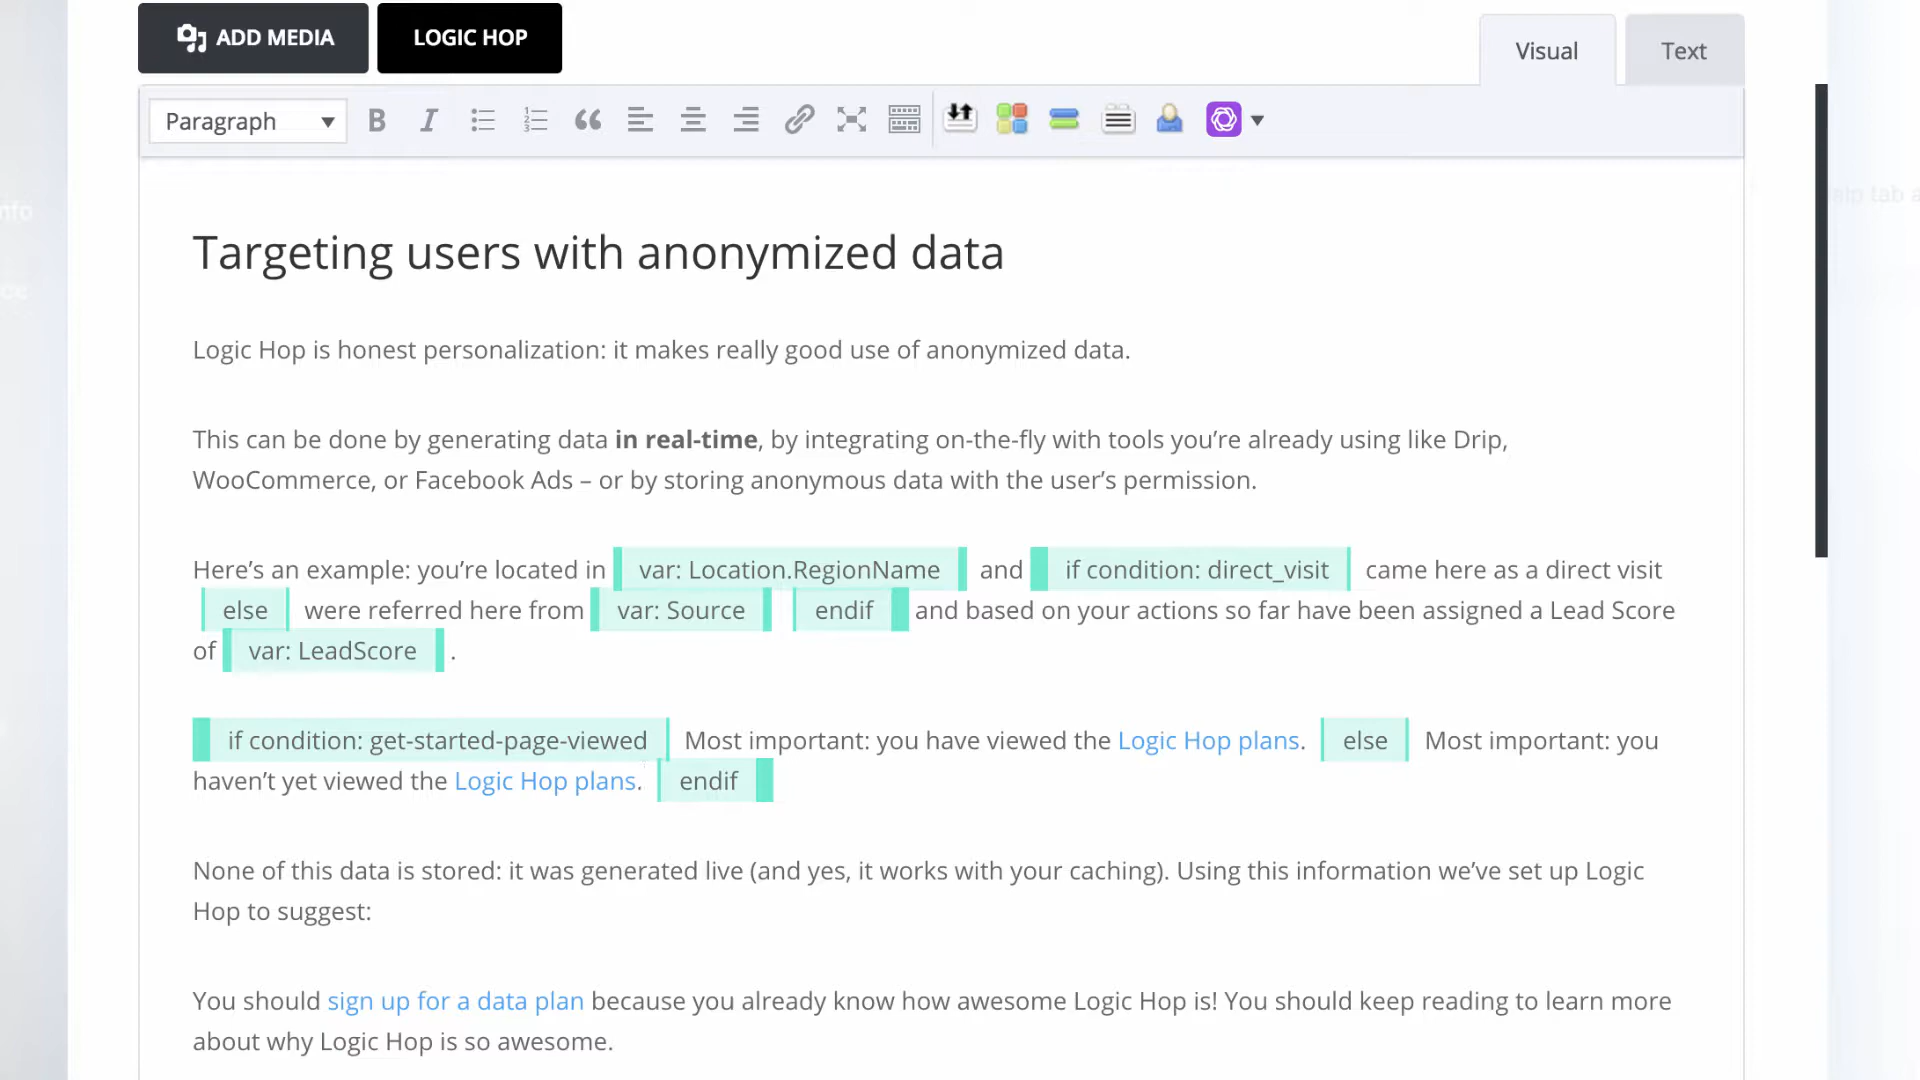 ADD MEDIA LOGIC HOP
Visual Text
Paragraph
Targeting users with anonymized data
Logic Hop is honest personalization: it makes really good use of anonymized data.
This can be done by generating data in real-time, by integrating on-the-fly with tools you’re already using like Drip,
WooCommerce, or Facebook Ads – or by storing anonymous data with the user’s permission.
Here’s an example: you’re located in var: Location.RegionName and if condition: direct_visit came here as a direct visit
else were referred here from var: Source endif and based on your actions so far have been assigned a Lead Score
of var: LeadScore .
if condition: get-started-page-viewed Most important: you have viewed the Logic Hop plans. else Most important: you
haven’t yet viewed the Logic Hop plans. endif
None of this data is stored: it was generated live (and yes, it works with your caching). Using this information we’ve set up Logic
Hop to suggest:
You should sign up for a data plan because you already know how awesome Logic Hop is! You should keep reading to learn more
about why Logic Hop is so awesome.